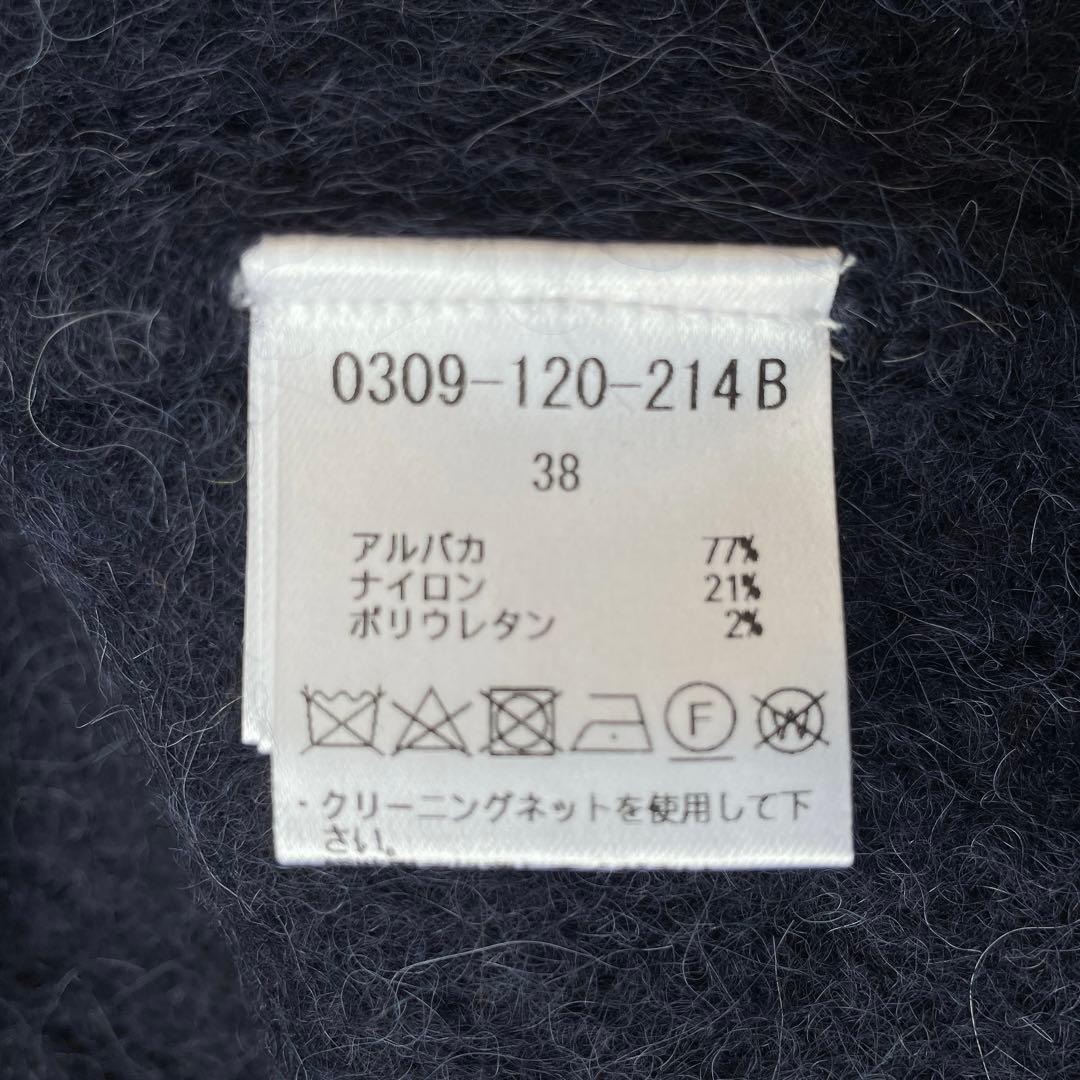 0309-120-214B
38
アルパカ 77%
ナイロン 21%
ポリウレタン 2%
F W
・クリーニングネットを使用して下
さい。